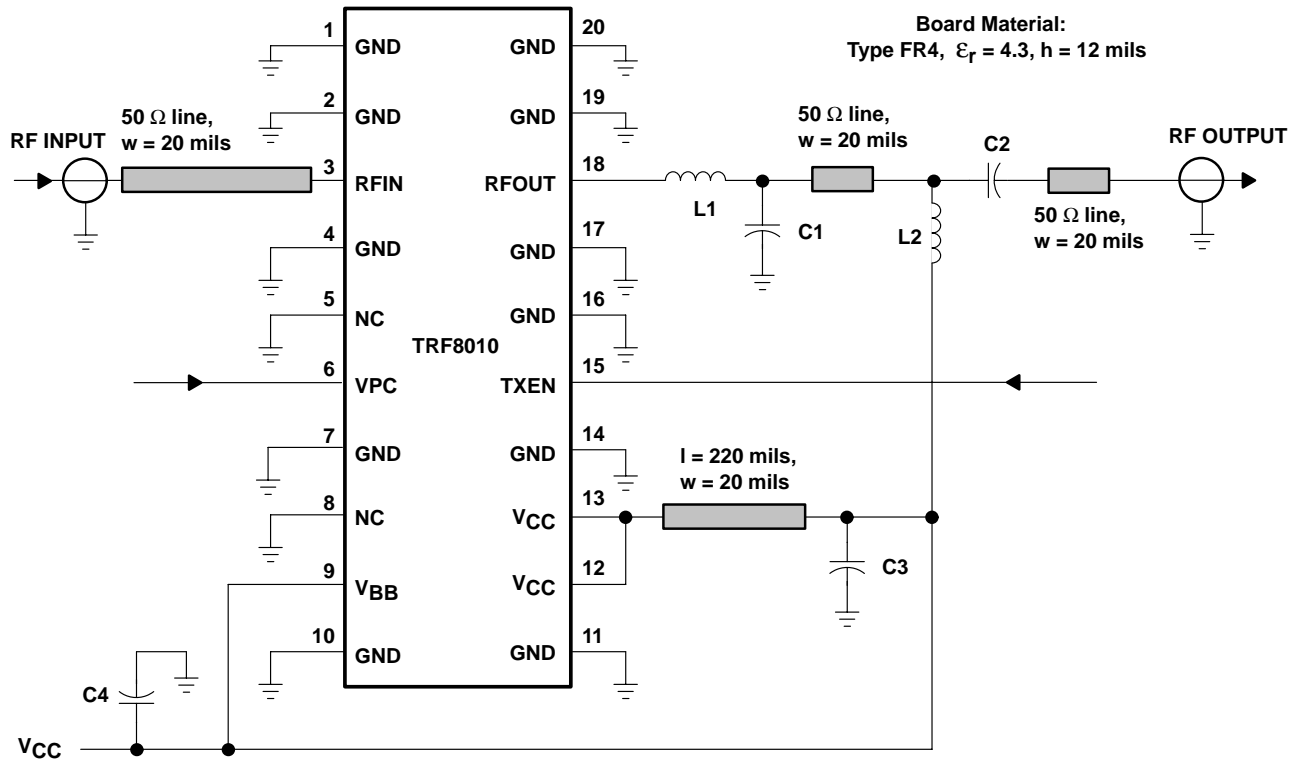 Board Material:
Type FR4, εr = 4.3, h = 12 mils
RF INPUT
50 Ω line,
w = 20 mils
1
GND
2
GND
3
RFIN
4
GND
5
NC
6
VPC
7
GND
8
NC
9
VBB
10
GND
TRF8010
20
GND
19
GND
18
RFOUT
17
GND
16
GND
15
TXEN
14
GND
13
VCC
12
VCC
11
GND
L1
C1
50 Ω line,
w = 20 mils
L2
C2
50 Ω line,
w = 20 mils
RF OUTPUT
l = 220 mils,
w = 20 mils
C3
C4
VCC